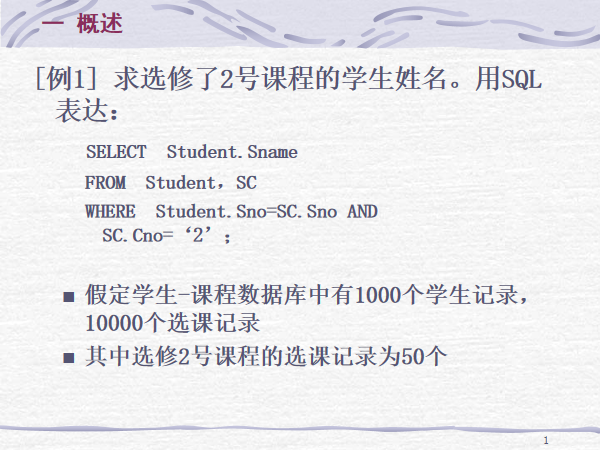 一 概述
[例1] 求选修了2号课程的学生姓名。用SQL
表达：
SELECT Student.Sname
FROM Student，SC
WHERE Student.Sno=SC.Sno AND
SC.Cno=‘2’；
■ 假定学生-课程数据库中有1000个学生记录，
10000个选课记录
■ 其中选修2号课程的选课记录为50个
1